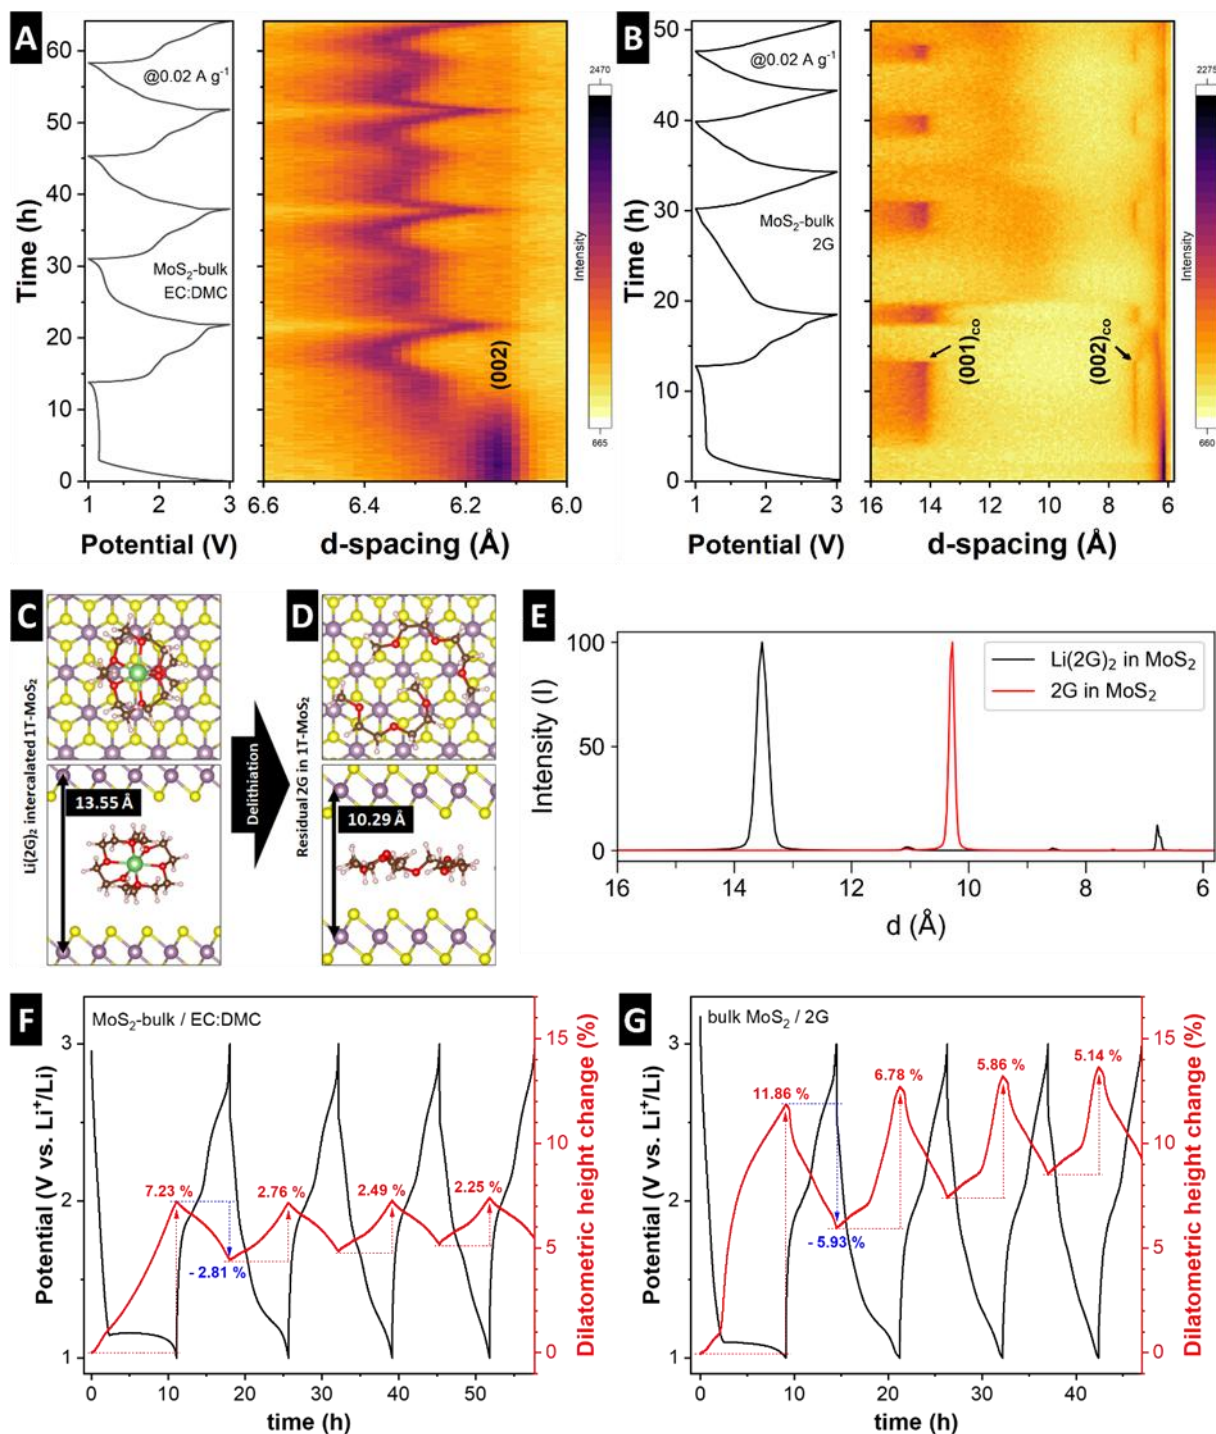 A
Time (h)
60
50
40
30
20
10
0
@0.02 A g⁻¹
MoS₂-bulk
EC:DMC
1
2
3
Potential (V)
(002)
6.6
6.4
6.2
6.0
d-spacing (Å)
2470
Intensity
665
B
Time (h)
50
40
30
20
10
0
@0.02 A g⁻¹
MoS₂-bulk
2G
1
2
3
Potential (V)
(001)co
(002)co
16
14
12
10
8
6
d-spacing (Å)
2275
Intensity
660
C
Li(2G)₂ intercalated 1T-MoS₂
13.55 Å
Delithiation
D
Residual 2G in 1T-MoS₂
10.29 Å
E
Intensity (I)
100
50
0
Li(2G)₂ in MoS₂
2G in MoS₂
16
14
12
10
8
6
d (Å)
F
MoS₂-bulk / EC:DMC
Potential (V vs. Li⁺/Li)
3
2
1
7.23 %
- 2.81 %
2.76 %
2.49 %
2.25 %
15
10
5
0
Dilatometric height change (%)
0
10
20
30
40
50
time (h)
G
bulk MoS₂ / 2G
Potential (V vs. Li⁺/Li)
3
2
1
11.86 %
- 5.93 %
6.78 %
5.86 %
5.14 %
15
10
5
0
Dilatometric height change (%)
0
10
20
30
40
time (h)